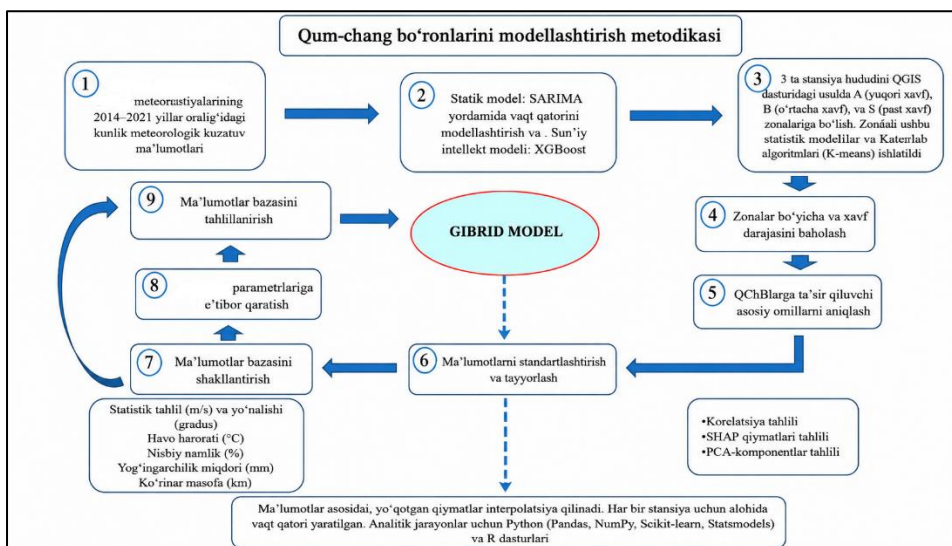 Qum-chang bo‘ronlarini modellashtirish metodikasi
1
meteornastiyalarining
2014–2021 yillar oralig‘idagi
kunlik meteorologik kuzatuv
ma’lumotlari
2
Statik model: SARIMA
yordamida vaqt qatorini
modellashtirish va . Sun’iy
intellekt modeli: XGBoost
3
3 ta stansiya hududini QGIS
dasturidagi usulda A (yuqori xavf),
B (o‘rtacha xavf), va S (past xavf)
zonalariga bo‘lish. Zonáali ushbu
statistik modelilar va Katerrlab
algoritmlari (K-means) ishlatildi
4
Zonalar bo‘yicha va xavf
darajasini baholash
5
QChBlarga ta’sir qiluvchi
asosiy omillarni aniqlash
•Korelatsiya tahlili
•SHAP qiymatlari tahlili
•PCA-komponentlar tahlili
6
Ma’lumotlarni standartlashtirish
va tayyorlash
7
Ma’lumotlar bazasini
shakllantirish
Statistik tahlil (m/s) va yo‘nalishi
(gradus)
Havo harorati (°C)
Nisbiy namlik (%)
Yog‘ingarchilik miqdori (mm)
Ko‘rinar masofa (km)
8
parametrlariga
e’tibor qaratish
9
Ma’lumotlar bazasini
tahlillanirish
GIBRID MODEL
Ma’lumotlar asosidai, yo‘qotgan qiymatlar interpolatsiya qilinadi. Har bir stansiya uchun alohida
vaqt qatori yaratilgan. Analitik jarayonlar uchun Python (Pandas, NumPy, Scikit-learn, Statsmodels)
va R dasturlari